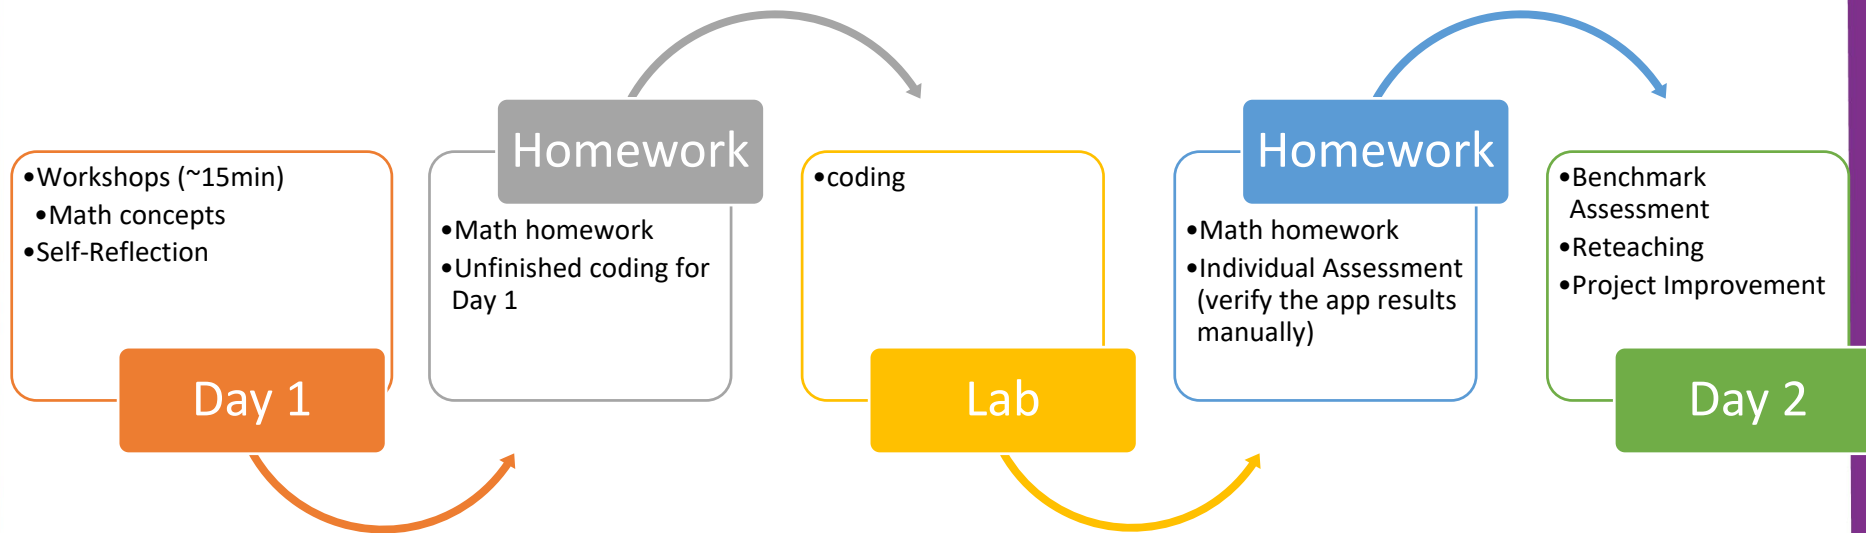 •Workshops (~15min)
•Math concepts
•Self-Reflection
Day 1
Homework
•Math homework
•Unfinished coding for
Day 1
•coding
Lab
Homework
•Math homework
•Individual Assessment
(verify the app results
manually)
•Benchmark
Assessment
•Reteaching
•Project Improvement
Day 2